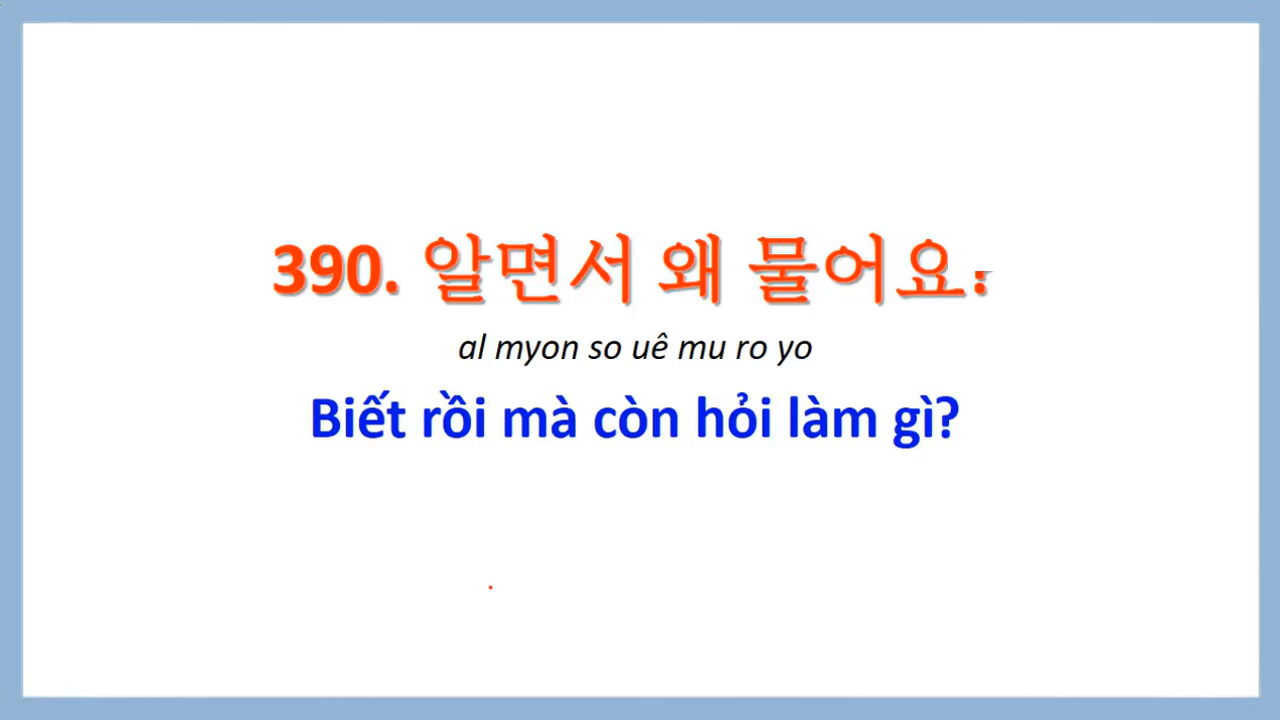 390. 알면서 왜 물어요?
al myon so uê mu ro yo
Biết rồi mà còn hỏi làm gì?